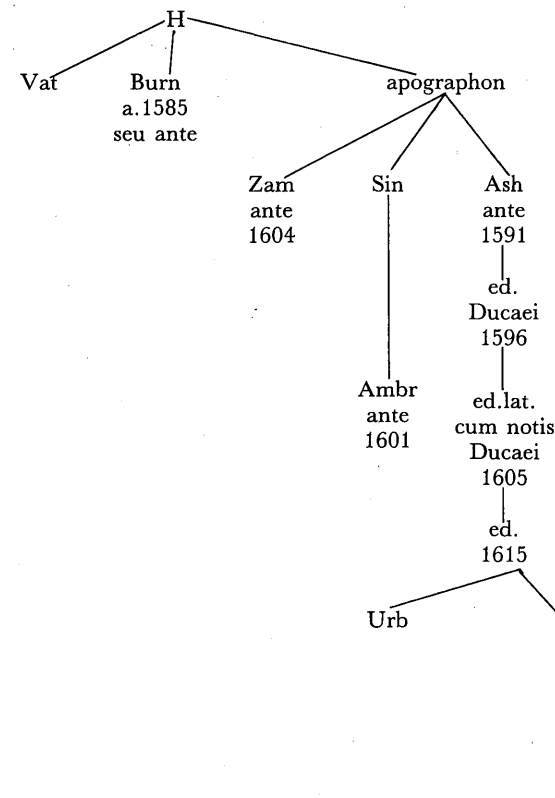 H
Vat
Burn
a.1585
seu ante
apographon
Zam
ante
1604
Sin
Ash
ante
1591
ed.
Ducaei
1596
Ambr
ante
1601
ed.lat.
cum notis
Ducaei
1605
ed.
1615
Urb